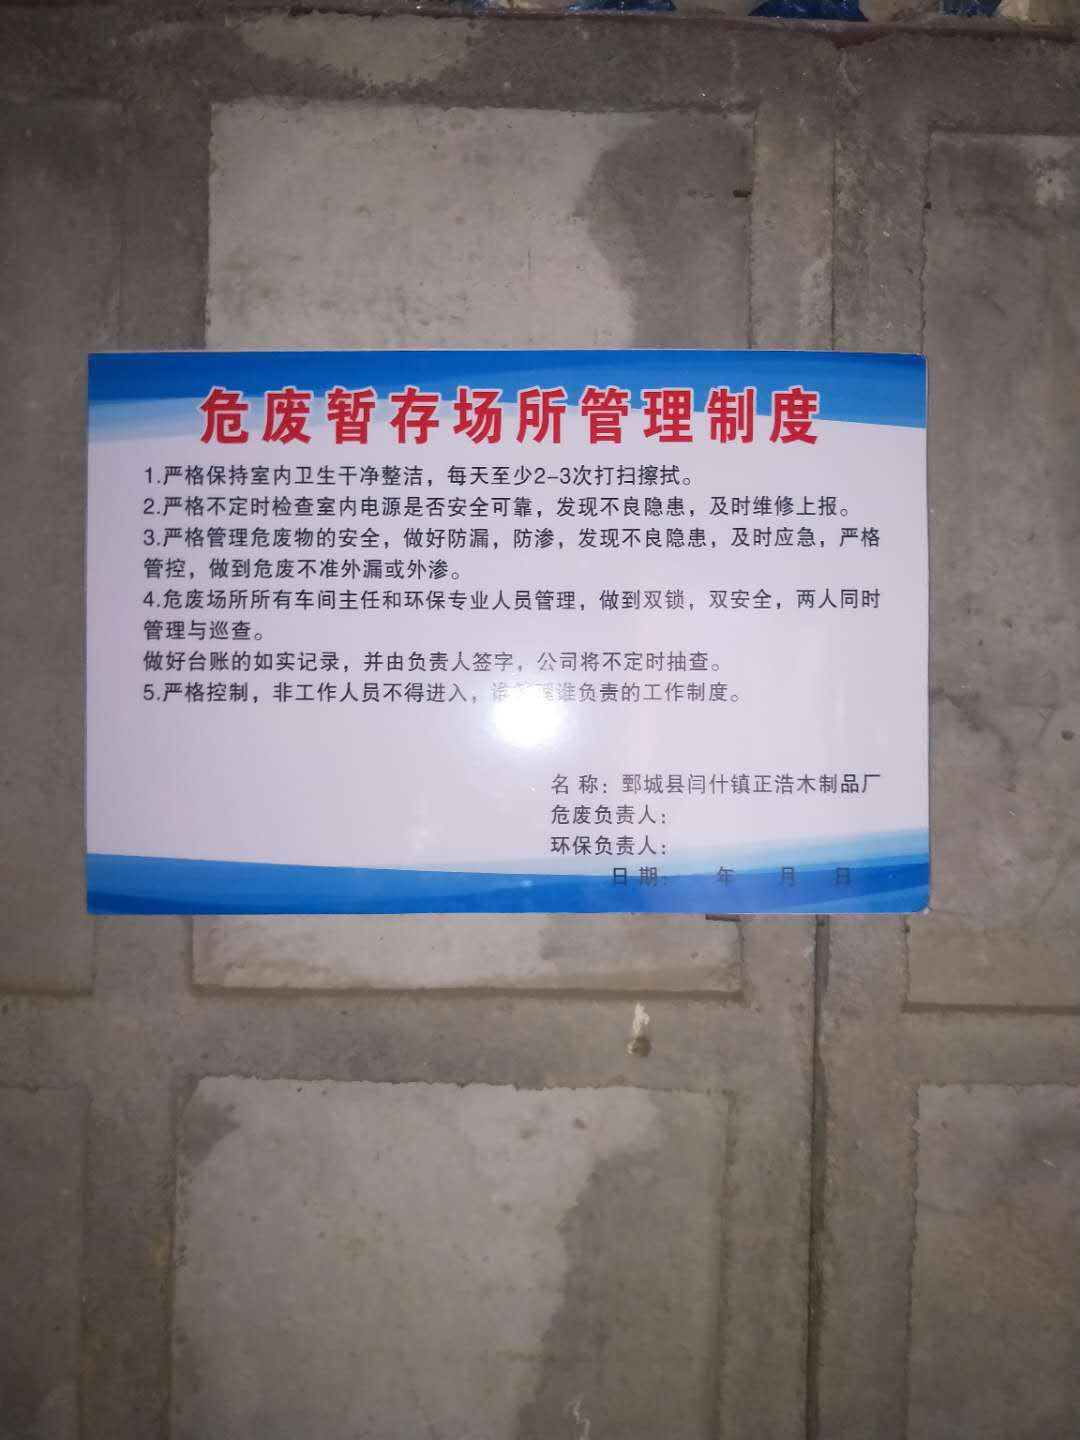 危废暂存场所管理制度
1.严格保持室内卫生干净整洁，每天至少2-3次打扫擦拭。
2.严格不定时检查室内电源是否安全可靠，发现不良隐患，及时维修上报。
3.严格管理危废物的安全，做好防漏，防渗，发现不良隐患，及时应急，严格
管控，做到危废不准外漏或外渗。
4.危废场所所有车间主任和环保专业人员管理，做到双锁，双安全，两人同时
管理与巡查。
做好台账的如实记录，并由负责人签字，公司将不定时抽查。
5.严格控制，非工作人员不得进入，谁管理谁负责的工作制度。
名 称：鄄城县闫什镇正浩木制品厂
危废负责人：
环保负责人：
日 期： 年 月 日